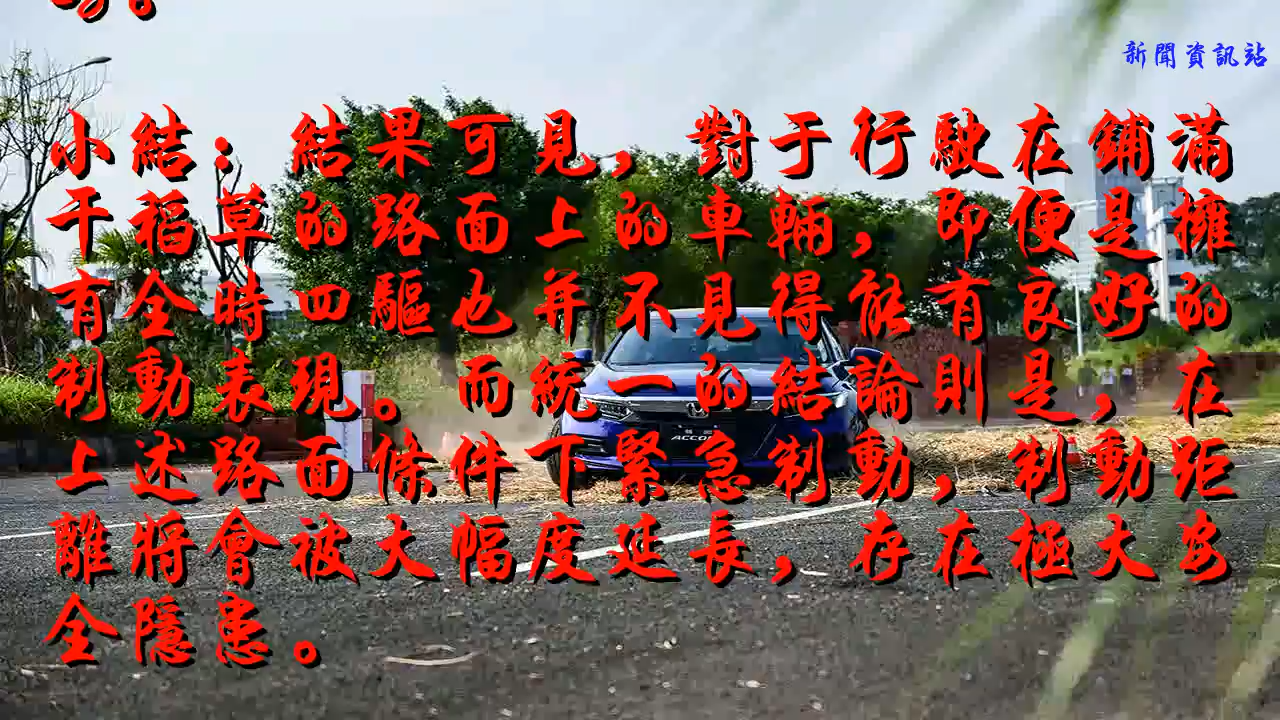 新聞資訊站
小結：結果可見，對于行駛在鋪滿
干稻草的路面上的車輛，即便是擁
有全時四驅也并不見得能有良好的
制動表現。而統一的結論則是，在
上述路面條件下緊急制動，制動距
離將會被大幅度延長，存在極大安
全隱患。
ACCORD